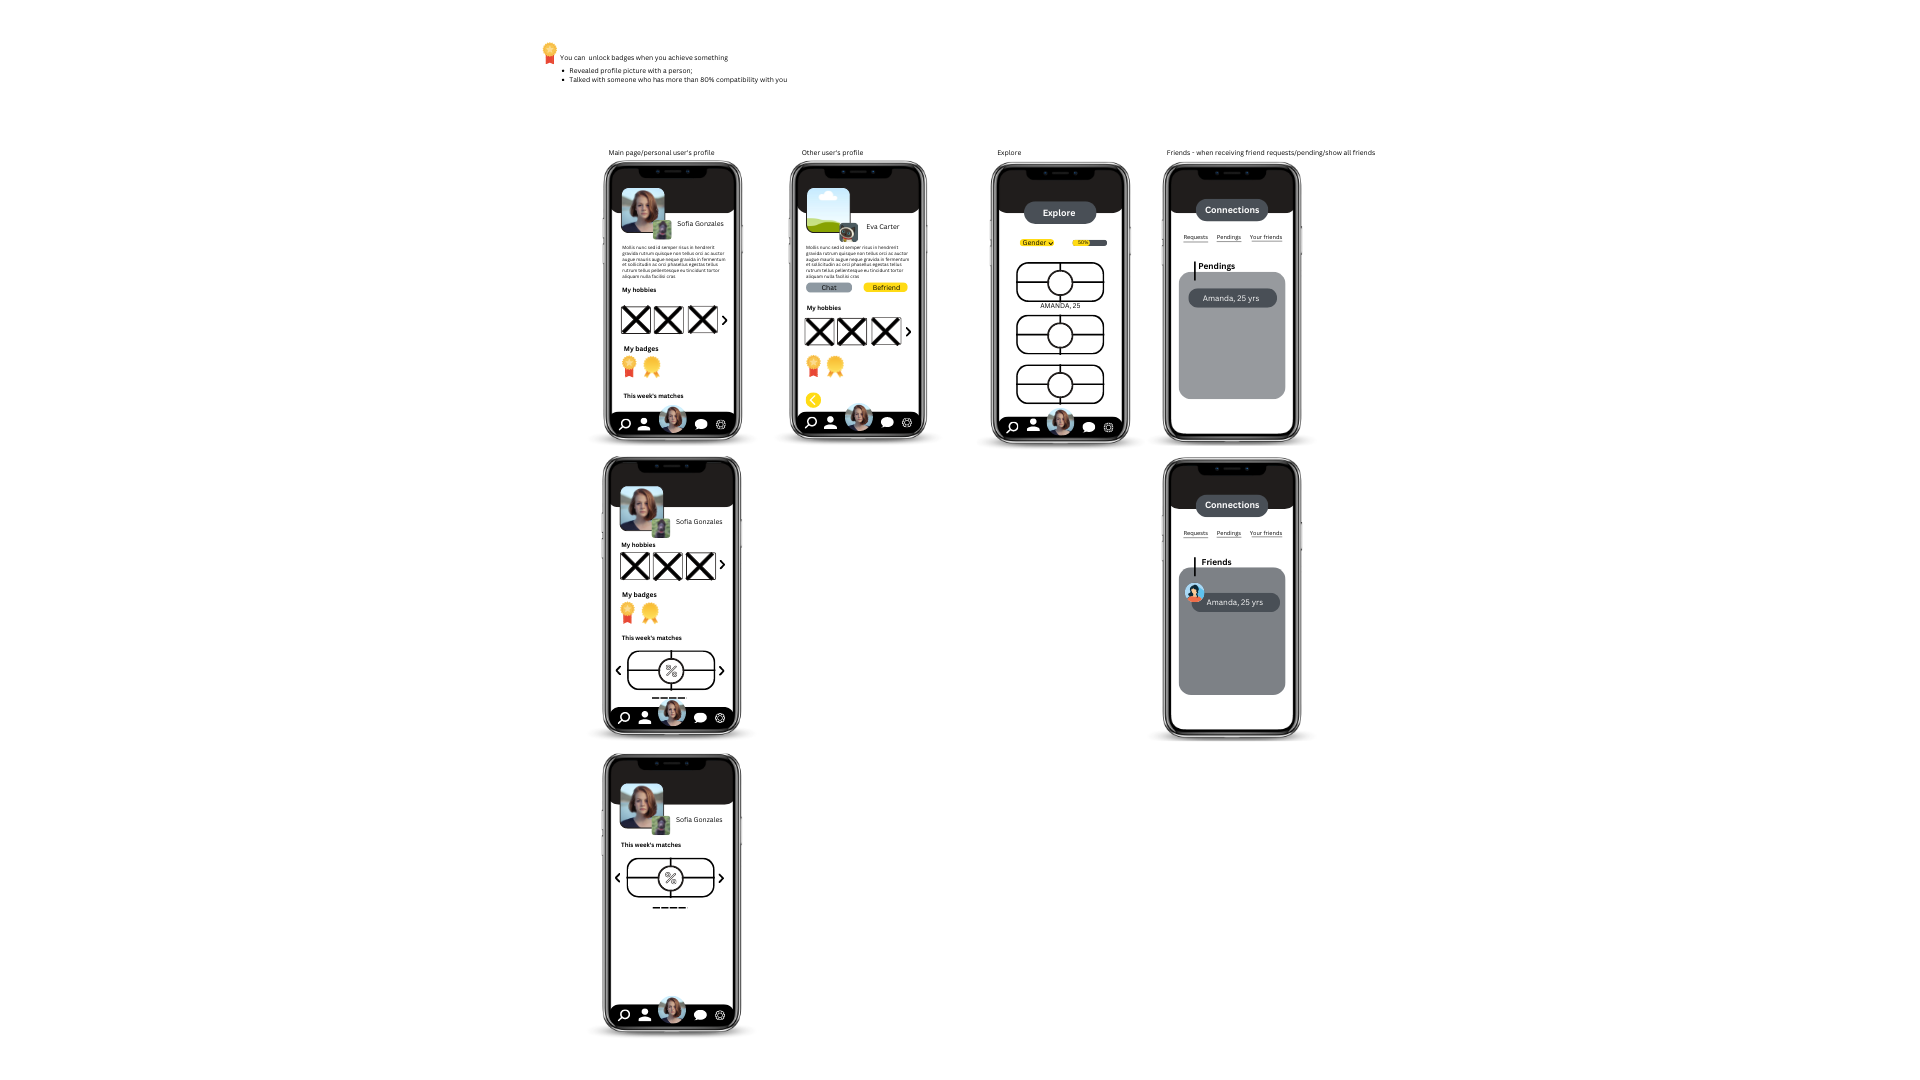 You can  unlock badges when you achieve something
Revealed profile picture with a person;
Talked with someone who has more than 80% compatibility with you
Main page/personal user's profile
Other user's profile
Explore
Friends - when receiving friend requests/pending/show all friends
Sofia Gonzales
Mollis nunc sed id semper risus in hendrerit
gravida rutrum quisque non tellus orci ac auctor
augue mauris augue neque gravida in fermentum
et sollicitudin ac orci phasellus egestas tellus
rutrum tellus pellentesque eu tincidunt tortor
aliquam nulla facilisi cras
My hobbies
My badges
This week's matches
Eva Carter
Mollis nunc sed id semper risus in hendrerit
gravida rutrum quisque non tellus orci ac auctor
augue mauris augue neque gravida in fermentum
et sollicitudin ac orci phasellus egestas tellus
rutrum tellus pellentesque eu tincidunt tortor
aliquam nulla facilisi cras
Chat
Befriend
My hobbies
Explore
Gender
50%
AMANDA, 25
Connections
Requests
Pendings
Your friends
Pendings
Amanda, 25 yrs
Sofia Gonzales
My hobbies
My badges
This week's matches
%
Connections
Requests
Pendings
Your friends
Friends
Amanda, 25 yrs
Sofia Gonzales
This week's matches
%